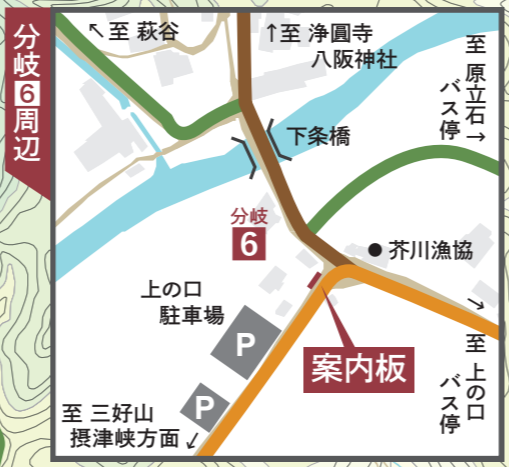 分岐6周辺
↖至 萩谷
↑至 浄圓寺
八阪神社
至 原立石→
バス停
下条橋
分岐
6
芥川漁協
上の口
駐車場
P
案内板
→至 上の口
バス停
P
至 三好山
摂津峡方面↙